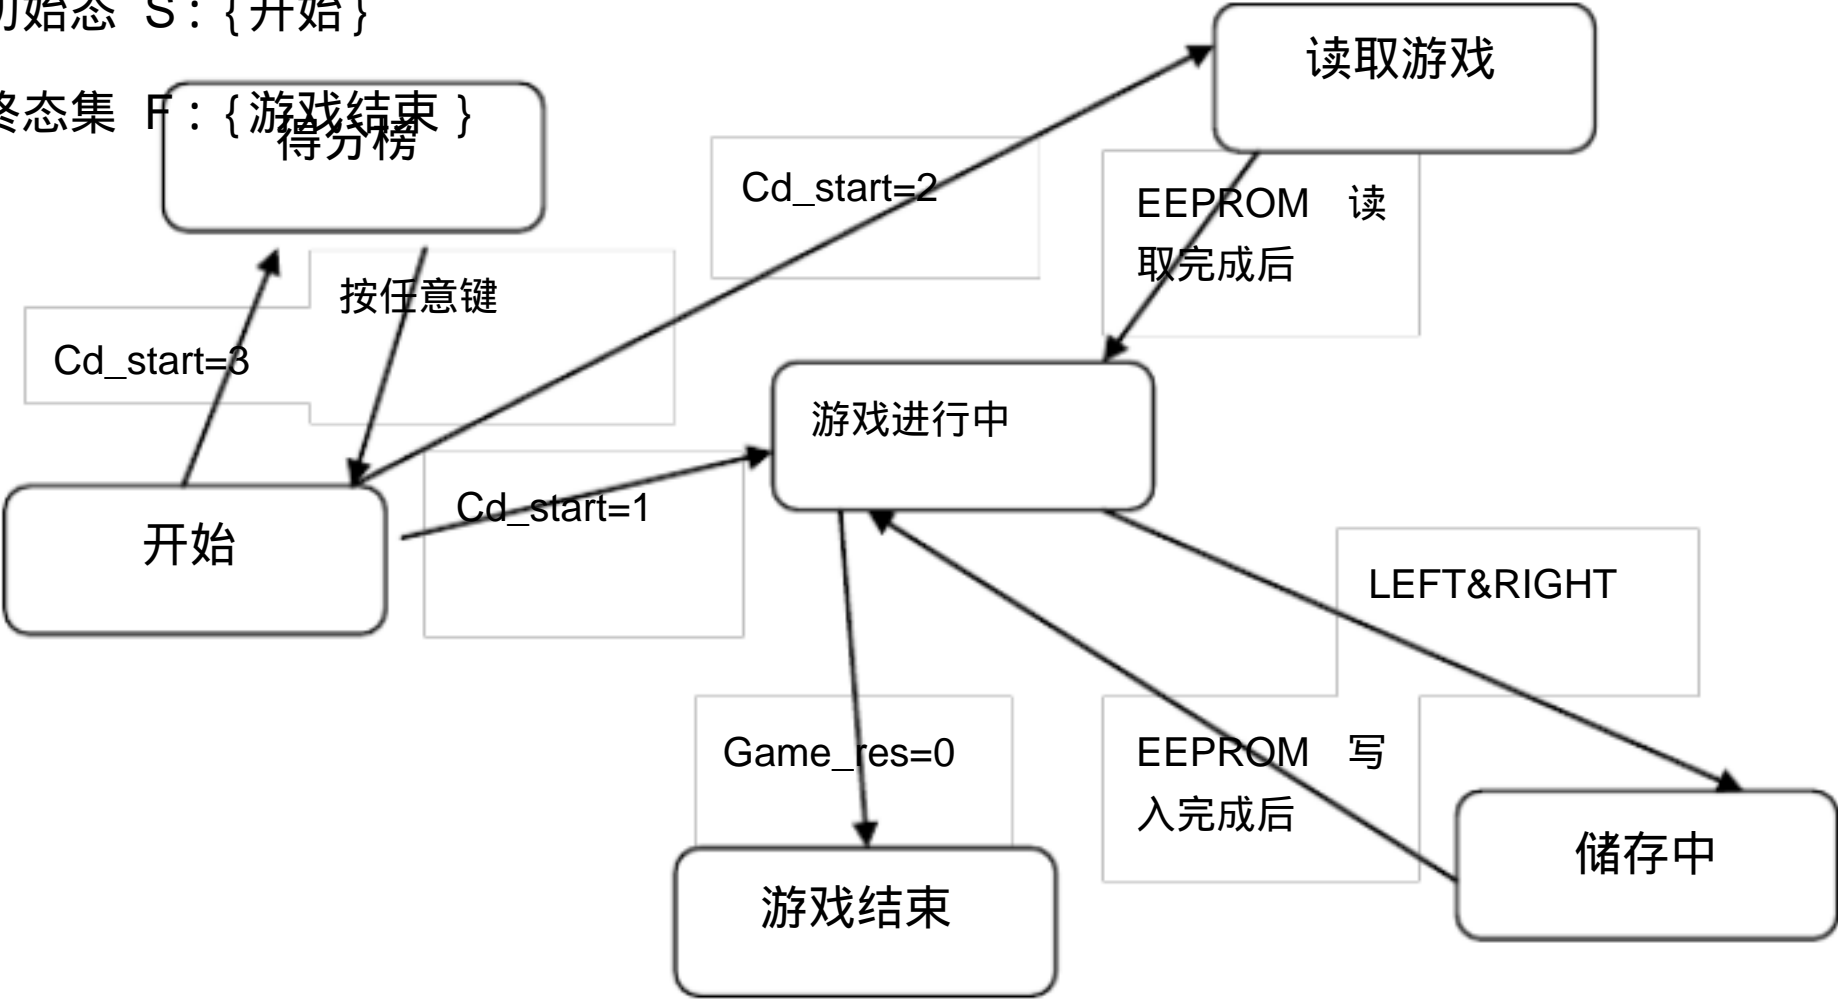 初始态 S : { 开始 }
终态集 F : { 游戏结束 }
得分榜
读取游戏
Cd_start=2
EEPROM 读
取完成后
按任意键
Cd_start=3
游戏进行中
Cd_start=1
开始
LEFT&RIGHT
Game_res=0
EEPROM 写
入完成后
储存中
游戏结束